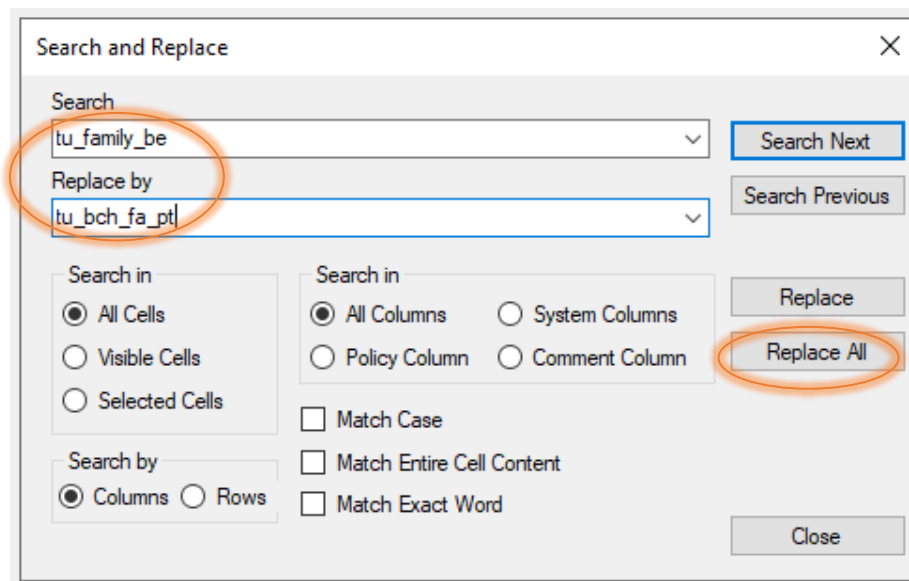 Search and Replace
Search
tu_family_be
Search Next
Replace by
Search Previous
tu_bch_fa_pt
Search in
All Cells
Visible Cells
Selected Cells
Search in
All Columns
System Columns
Policy Column
Comment Column
Replace
Replace All
Match Case
Match Entire Cell Content
Match Exact Word
Search by
Columns
Rows
Close